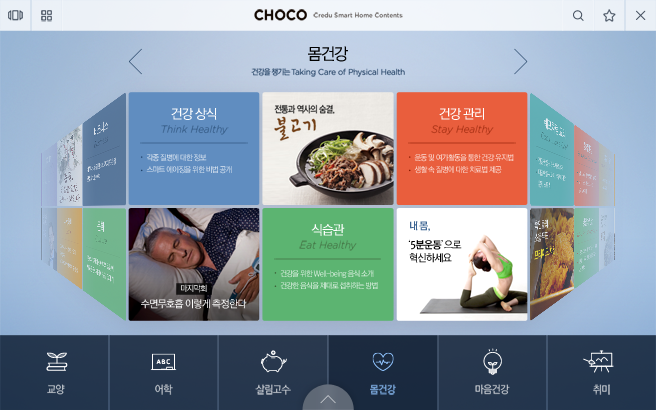 CHOCO Credu Smart Home Contents
몸건강
건강을 챙기는 Taking Care of Physical Health
건강 상식
Think Healthy
각종 질병에 대한 정보
스마트 에이징을 위한 비법 공개
전통과 역사의 숨결,
불고기
건강 관리
Stay Healthy
운동 및 여가활동을 통한 건강 유지법
생활 속 질병에 대한 치료법 제공
마지막회
수면무호흡 이렇게 측정한다
식습관
Eat Healthy
건강을 위한 Well-being 음식 소개
건강한 음식을 제대로 섭취하는 방법
내 몸,
'5분운동'으로
혁신하세요
ABC
교양
어학
살림고수
몸건강
마음건강
취미